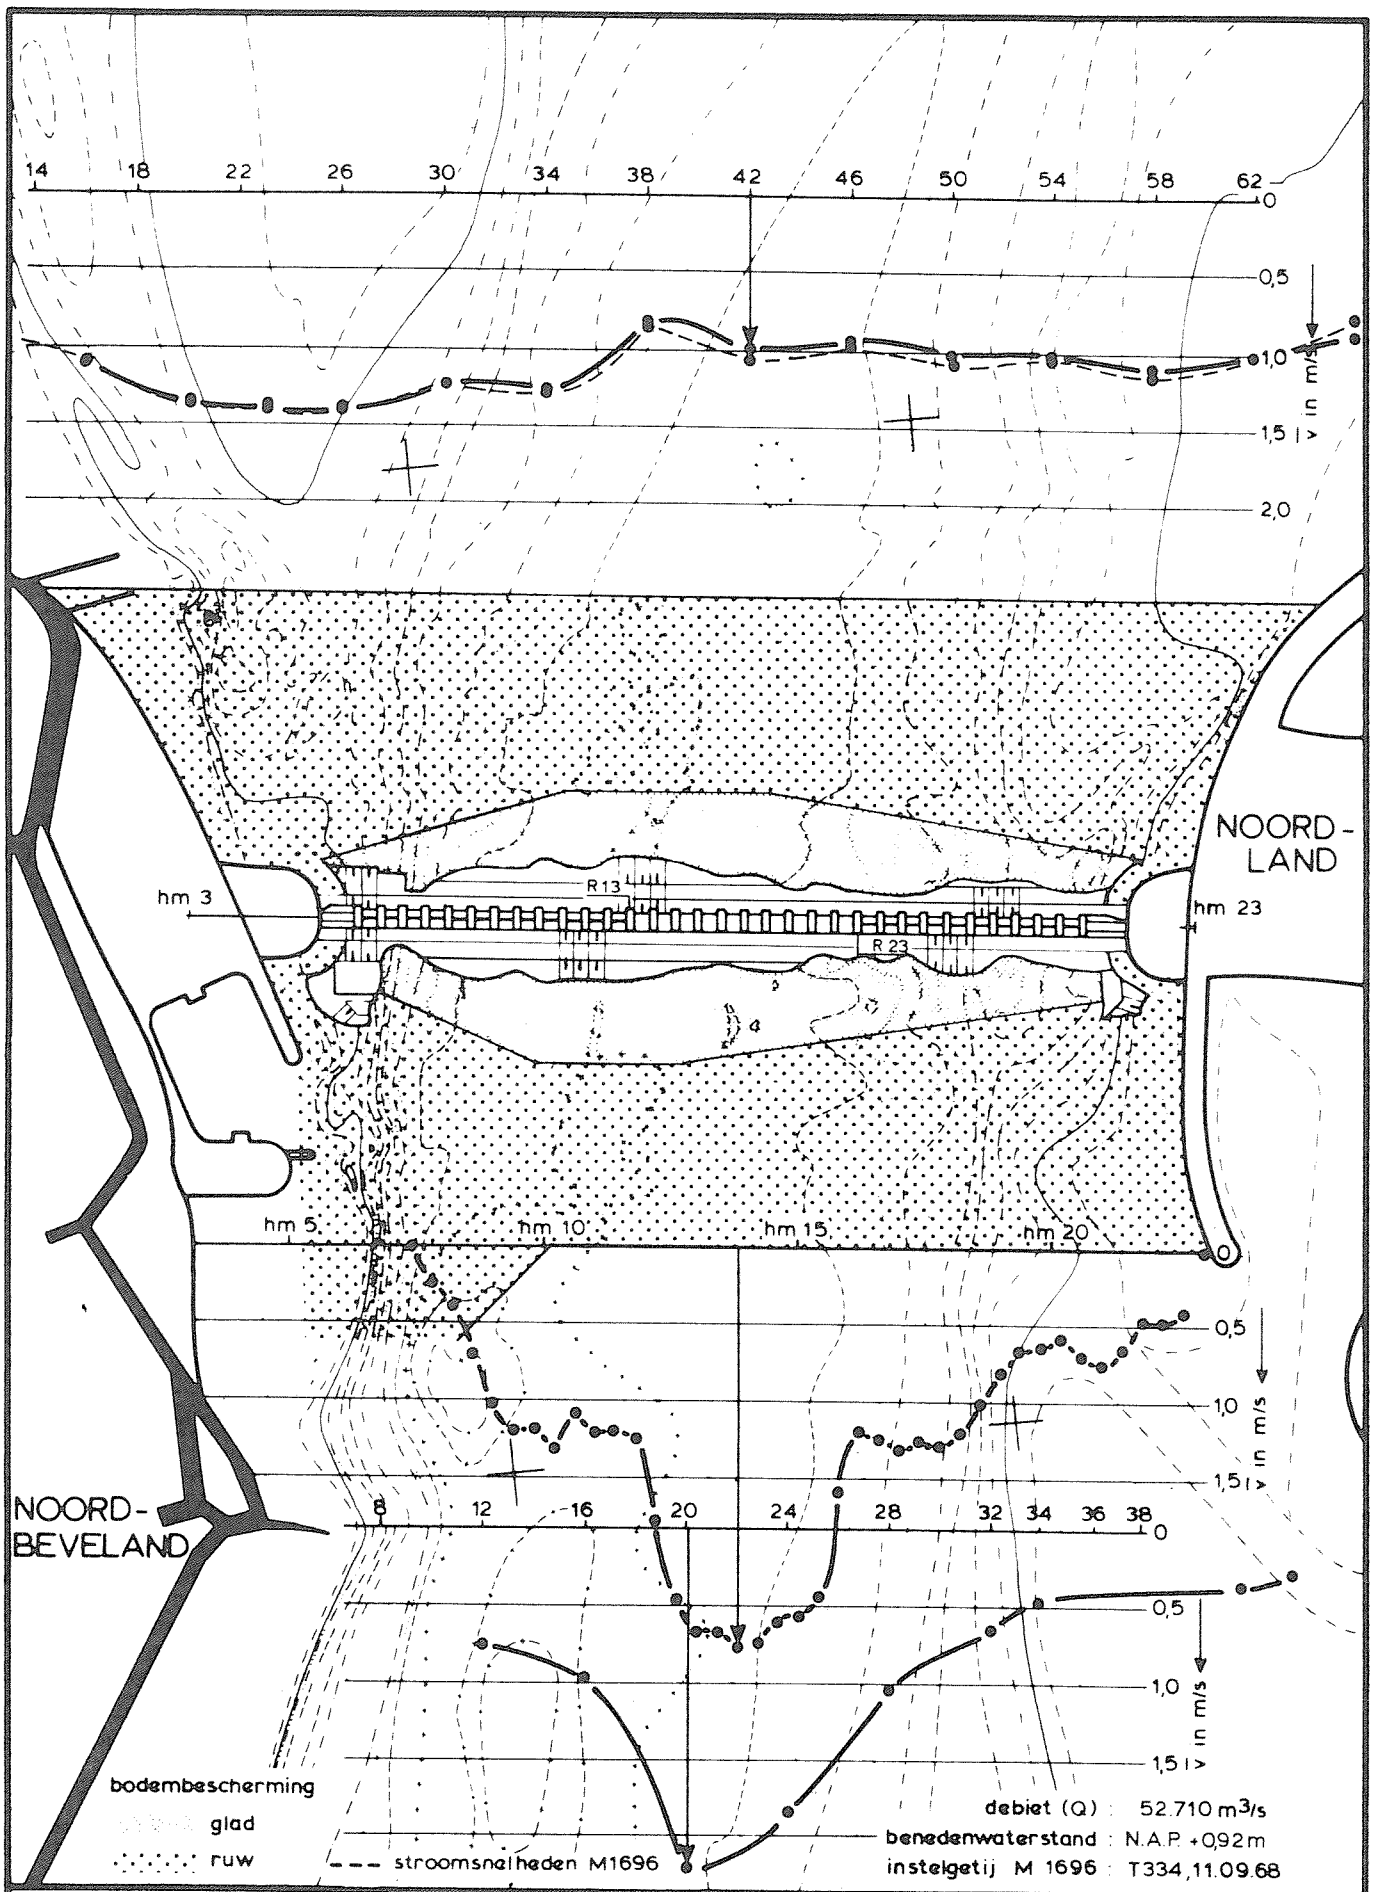 14 18 22 26 30 34 38 42 46 50 54 58 62
0
0,5
1,0
1,5
2,0
v in m/s
NOORD-
LAND
hm 3
R 13
hm 23
R 23
hm 5 hm 10 hm 15 hm 20
0
0,5
1,0
1,5
v in m/s
NOORD-
BEVELAND
8 12 16 20 24 28 32 34 36 38
0
0,5
1,0
1,5
v in m/s
bodembescherming
glad
ruw
stroomsnelheden M1696
debiet (Q) : 52.710 m³/s
benedenwaterstand : N.A.P. +0,92m
instelgetij M 1696 : T334,11.09.68